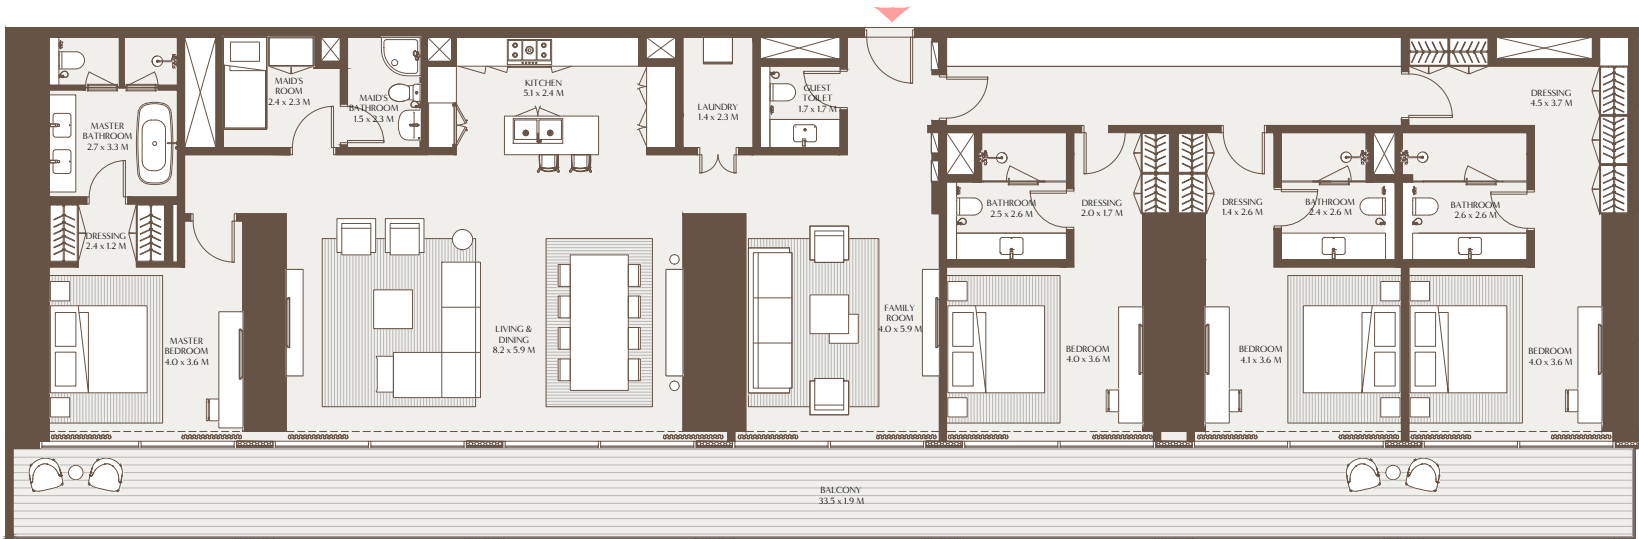 MAID'S
ROOM
2.4 x 2.3 M
MAID'S
BATHROOM
1.5 x 2.3 M
KITCHEN
5.1 x 2.4 M
LAUNDRY
1.4 x 2.3 M
GUEST
TOILET
1.7 x 1.7 M
DRESSING
4.5 x 3.7 M
MASTER
BATHROOM
2.7 x 3.3 M
DRESSING
2.4 x 1.2 M
BATHROOM
2.5 x 2.6 M
DRESSING
2.0 x 1.7 M
DRESSING
1.4 x 2.6 M
BATHROOM
2.4 x 2.6 M
BATHROOM
2.6 x 2.6 M
MASTER
BEDROOM
4.0 x 3.6 M
LIVING &
DINING
8.2 x 5.9 M
FAMILY
ROOM
4.0 x 5.9 M
BEDROOM
4.0 x 3.6 M
BEDROOM
4.1 x 3.6 M
BEDROOM
4.0 x 3.6 M
BALCONY
33.5 x 1.9 M